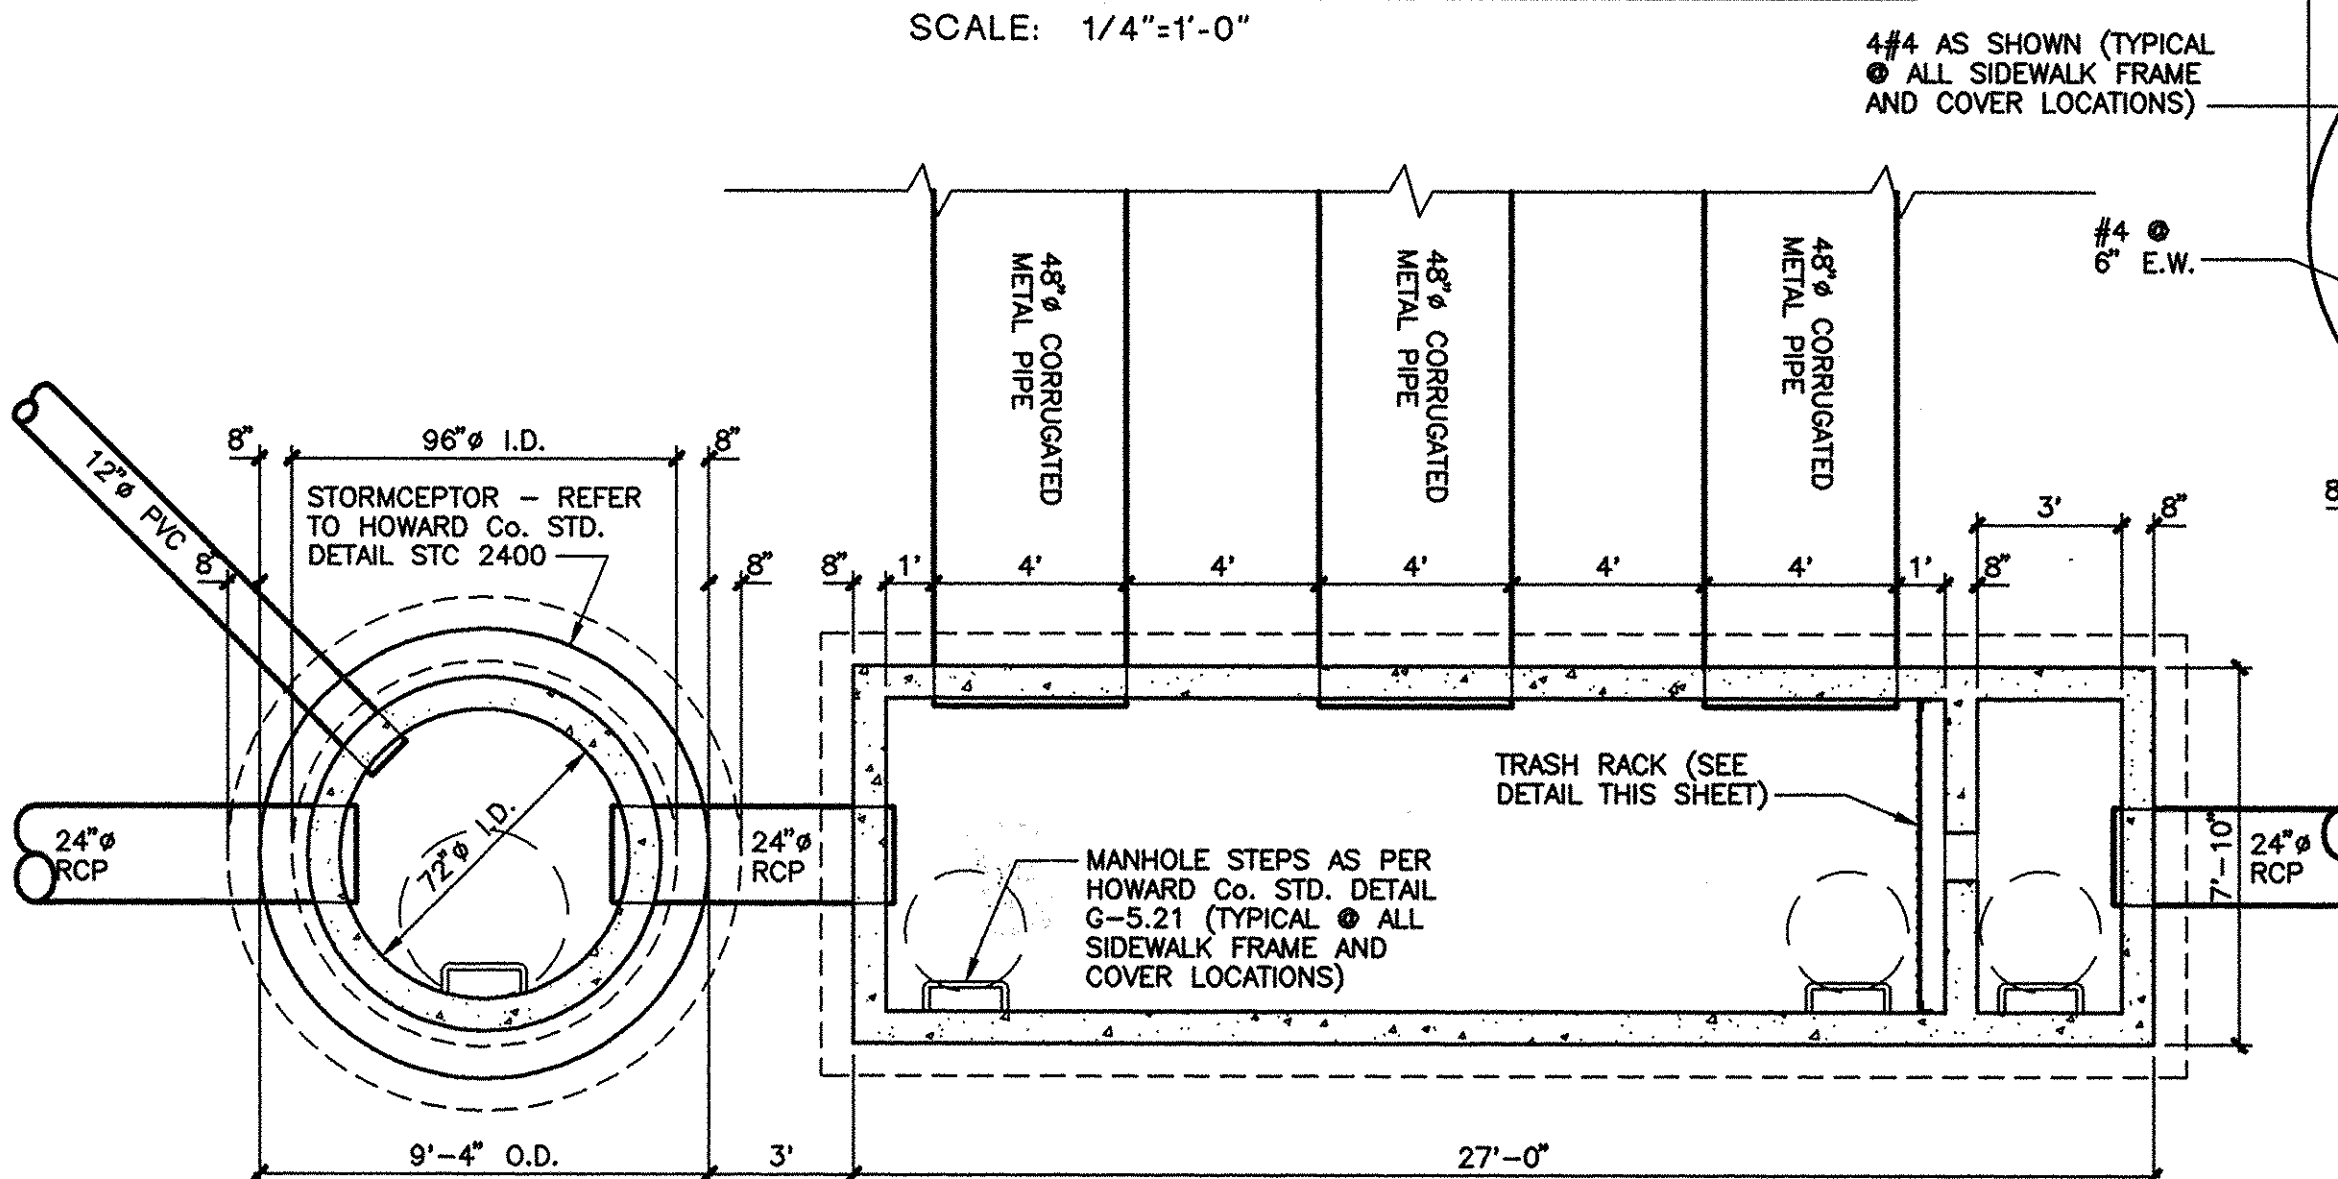 SCALE: 1/4"=1'-0"
4#4 AS SHOWN (TYPICAL
@ ALL SIDEWALK FRAME
AND COVER LOCATIONS)
#4 @
6" E.W.
48"ø CORRUGATED
METAL PIPE
48"ø CORRUGATED
METAL PIPE
48"ø CORRUGATED
METAL PIPE
8"
96"ø I.D.
8"
12"ø PVC
STORMCEPTOR - REFER
TO HOWARD Co. STD.
DETAIL STC 2400
8"
8"
8"
1'
4'
4'
4'
4'
4'
1'
8"
3'
8"
8
TRASH RACK (SEE
DETAIL THIS SHEET)
24"ø
RCP
72"ø I.D.
24"ø
RCP
MANHOLE STEPS AS PER
HOWARD Co. STD. DETAIL
G-5.21 (TYPICAL @ ALL
SIDEWALK FRAME AND
COVER LOCATIONS)
7'-10"
24"ø
RCP
9'-4" O.D.
3'
27'-0"